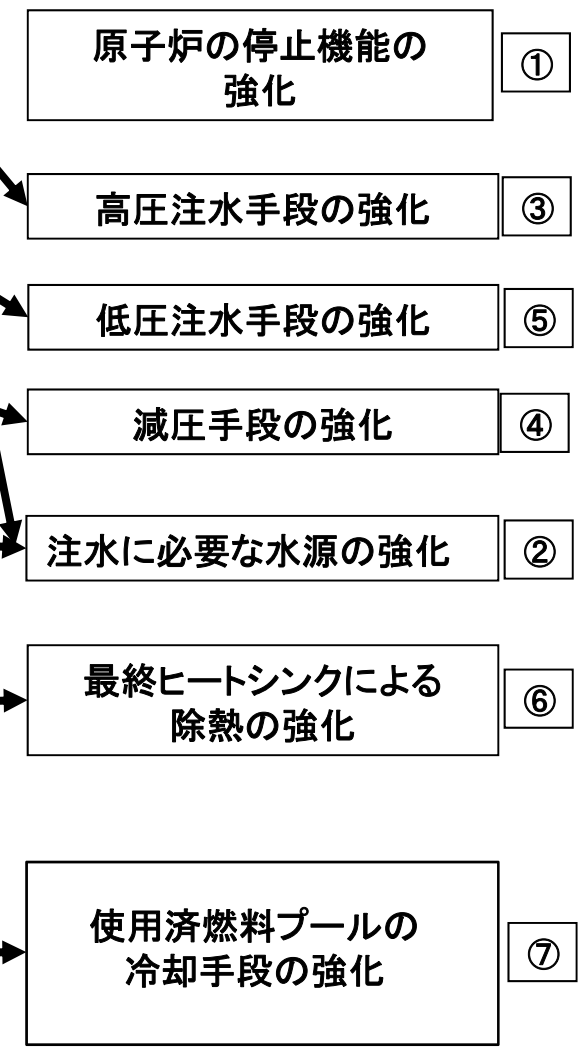 原子炉の停止機能の
強化
①
高圧注水手段の強化
③
低圧注水手段の強化
⑤
減圧手段の強化
④
注水に必要な水源の強化
②
最終ヒートシンクによる
除熱の強化
⑥
使用済燃料プールの
冷却手段の強化
⑦